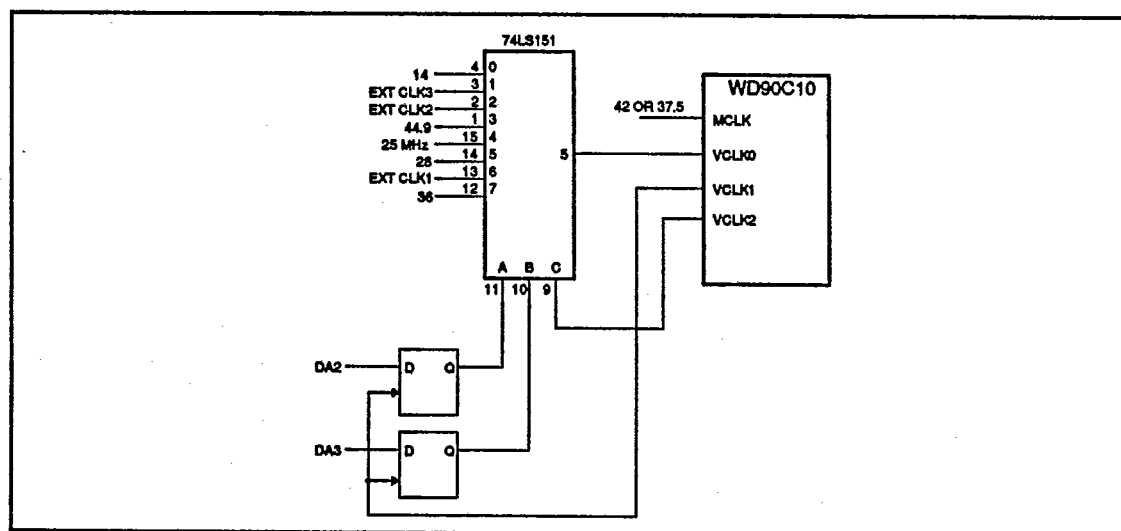 74LS151
14 4 0
EXT CLK3 3 1
EXT CLK2 2 2
44.9 1 3
25 MHz 15 4
28 14 5
EXT CLK1 13 6
36 12 7
5
A B C
11 10 9
WD90C10
42 OR 37.5 MCLK
VCLK0
VCLK1
VCLK2
DA2 D Q
DA3 D Q